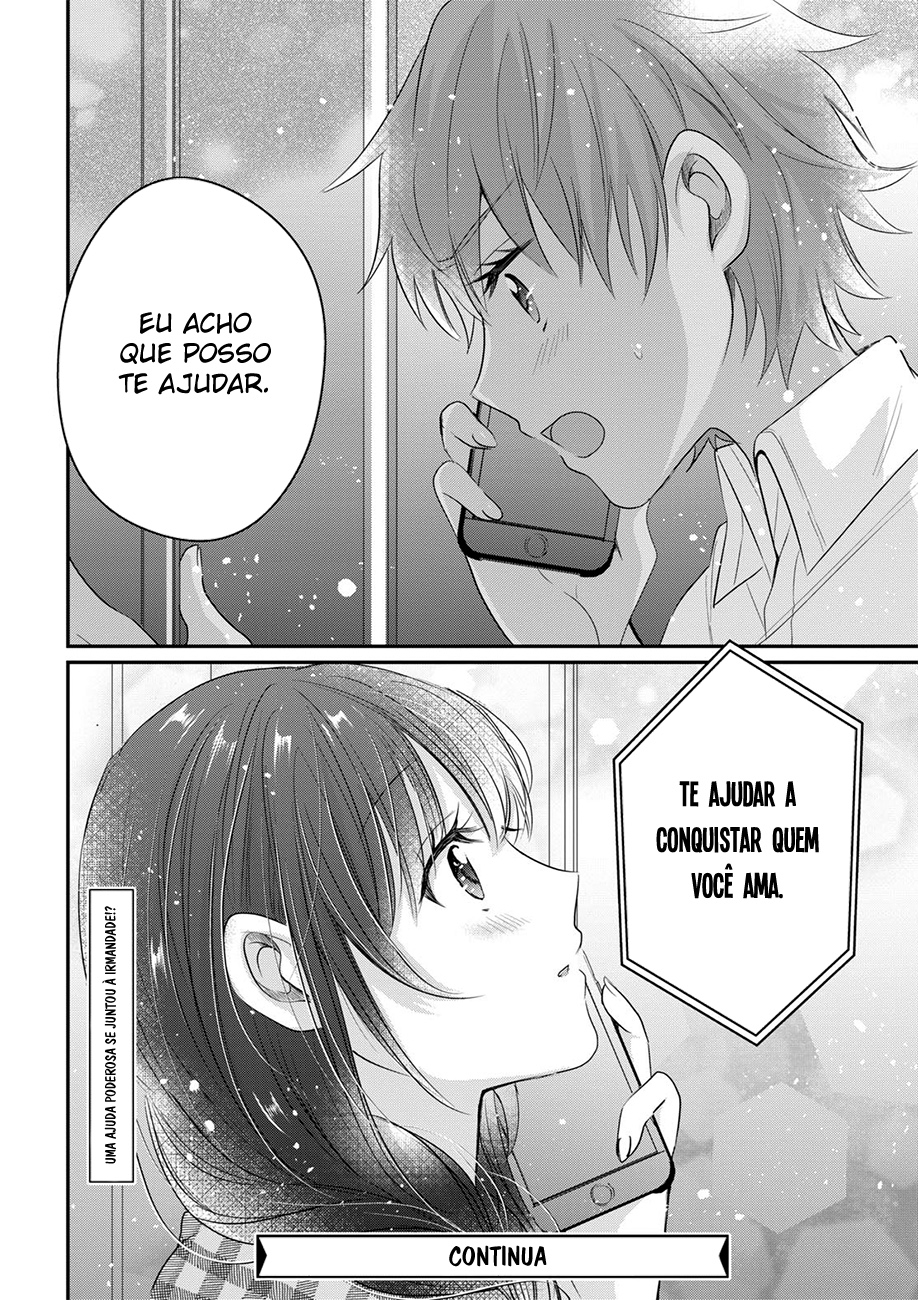 EU ACHO
QUE POSSO
TE AJUDAR.
TE AJUDAR A
CONQUISTAR QUEM
VOCÊ AMA.
UMA AJUDA PODEROSA SE JUNTOU À IRMANDADE!?
CONTINUA